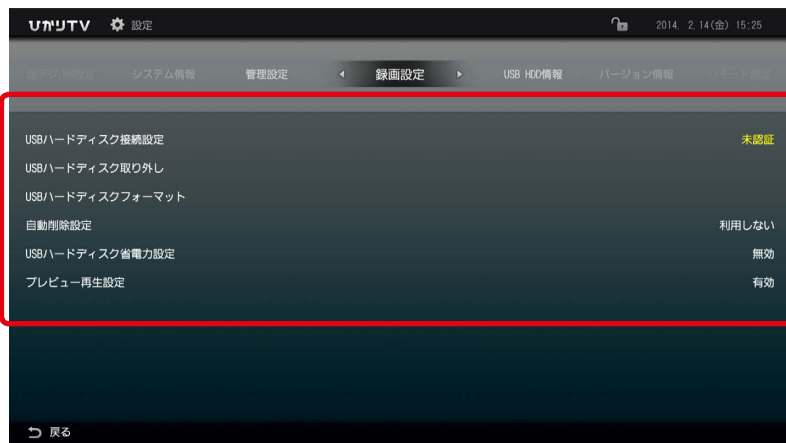 ひかりTV 設定 2014. 2.14(金) 15:25
システム情報 管理設定 録画設定 USB HDD情報 バージョン情報 リモート設定
USBハードディスク接続設定 未認証
USBハードディスク取り外し
USBハードディスクフォーマット
自動削除設定 利用しない
USBハードディスク省電力設定 無効
プレビュー再生設定 有効
戻る